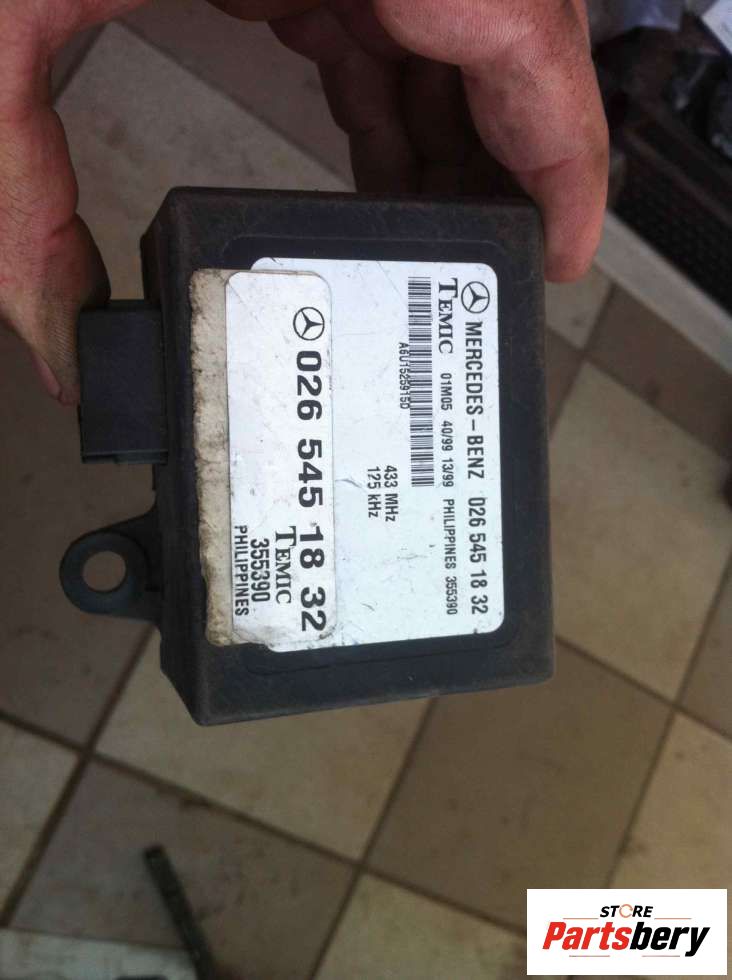 MERCEDES-BENZ 026 545 18 32
TEMIC 01M05 40/99 13/99 PHILIPPINES 355390
A6U15259150
433 MHz
125 kHz
026 545 18 32
TEMIC
355390
PHILIPPINES
STORE
Partsbery